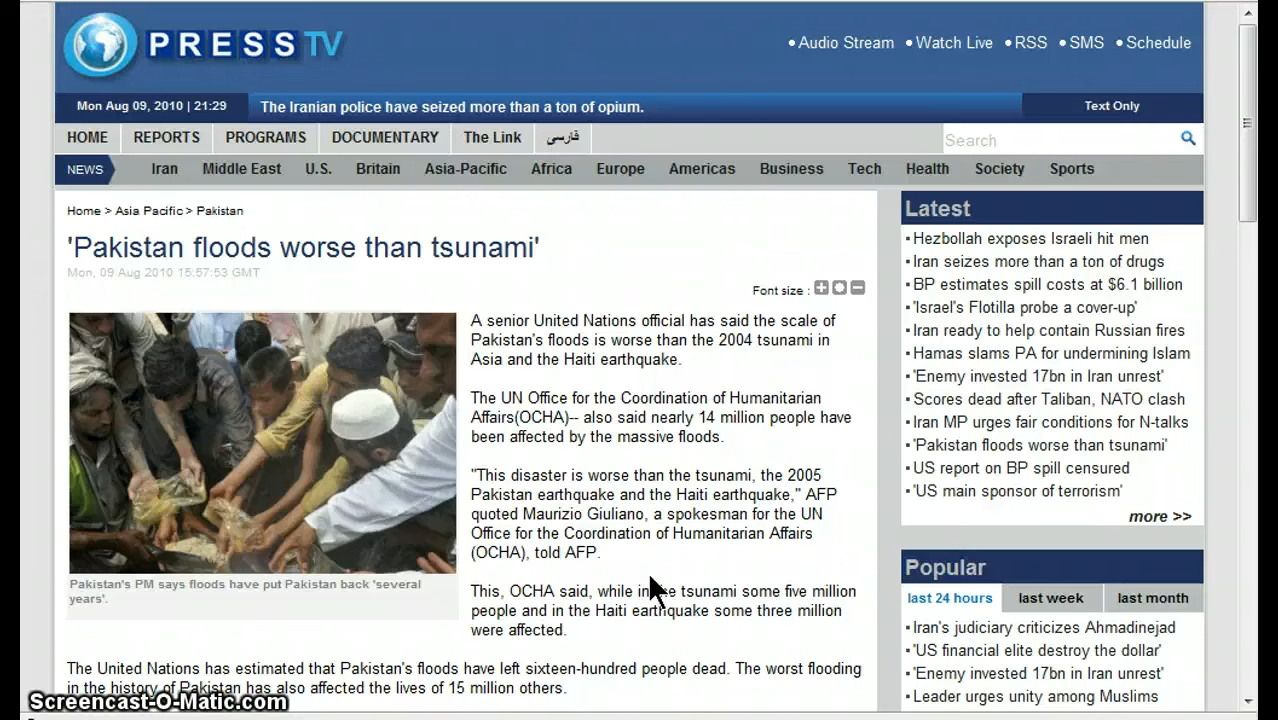 PRESSTV
Audio Stream
Watch Live
RSS
SMS
Schedule
Mon Aug 09, 2010 | 21:29
The Iranian police have seized more than a ton of opium.
Text Only
HOME
REPORTS
PROGRAMS
DOCUMENTARY
The Link
فارسی
Search
NEWS
Iran
Middle East
U.S.
Britain
Asia-Pacific
Africa
Europe
Americas
Business
Tech
Health
Society
Sports
Home > Asia Pacific > Pakistan
'Pakistan floods worse than tsunami'
Mon, 09 Aug 2010 15:57:53 GMT
Font size :
Pakistan's PM says floods have put Pakistan back 'several
years'.
A senior United Nations official has said the scale of
Pakistan's floods is worse than the 2004 tsunami in
Asia and the Haiti earthquake.
The UN Office for the Coordination of Humanitarian
Affairs(OCHA)-- also said nearly 14 million people have
been affected by the massive floods.
"This disaster is worse than the tsunami, the 2005
Pakistan earthquake and the Haiti earthquake," AFP
quoted Maurizio Giuliano, a spokesman for the UN
Office for the Coordination of Humanitarian Affairs
(OCHA), told AFP.
This, OCHA said, while in the tsunami some five million
people and in the Haiti earthquake some three million
were affected.
The United Nations has estimated that Pakistan's floods have left sixteen-hundred people dead. The worst flooding
in the history of Pakistan has also affected the lives of 15 million others.
Latest
Hezbollah exposes Israeli hit men
Iran seizes more than a ton of drugs
BP estimates spill costs at $6.1 billion
'Israel's Flotilla probe a cover-up'
Iran ready to help contain Russian fires
Hamas slams PA for undermining Islam
'Enemy invested 17bn in Iran unrest'
Scores dead after Taliban, NATO clash
Iran MP urges fair conditions for N-talks
'Pakistan floods worse than tsunami'
US report on BP spill censured
'US main sponsor of terrorism'
more >>
Popular
last 24 hours
last week
last month
Iran's judiciary criticizes Ahmadinejad
'US financial elite destroy the dollar'
'Enemy invested 17bn in Iran unrest'
Leader urges unity among Muslims
Screencast-O-Matic.com